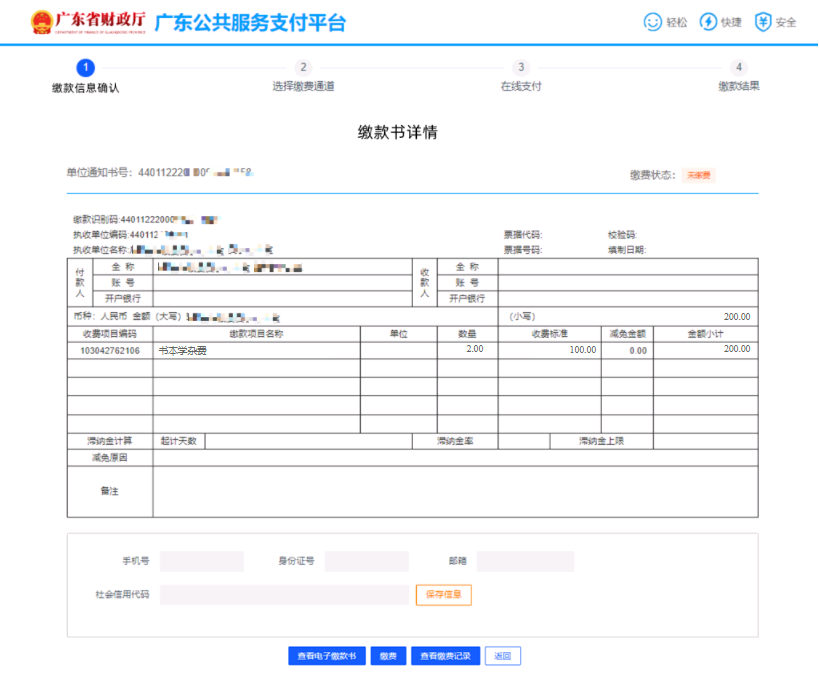 广东省财政厅 广东公共服务支付平台 轻松 快捷 安全
DEPARTMENT OF FINANCE OF GUANGDONG PROVINCE
1 2 3 4
缴款信息确认 选择缴费通道 在线支付 缴款结果
缴款书详情
单位通知书号: 440112220 缴费状态: 未缴费
缴款识别码:44011222000
执收单位编码:440112 票据代码: 校验码:
执收单位名称: 票据号码: 填制日期:
付款人 全 称 收款人 全 称
账 号 账 号
开户银行 开户银行
币种: 人民币 金额 (大写) (小写) 200.00
收费项目编码 缴款项目名称 单位 数量 收费标准 减免金额 金额小计
103042762106 书本学杂费 2.00 100.00 0.00 200.00
滞纳金计算 超计天数 滞纳金率 滞纳金上限
减免原因
备注
手机号 身份证号 邮箱
社会信用代码 保存信息
查看电子缴款书 缴费 查看缴费记录 返回